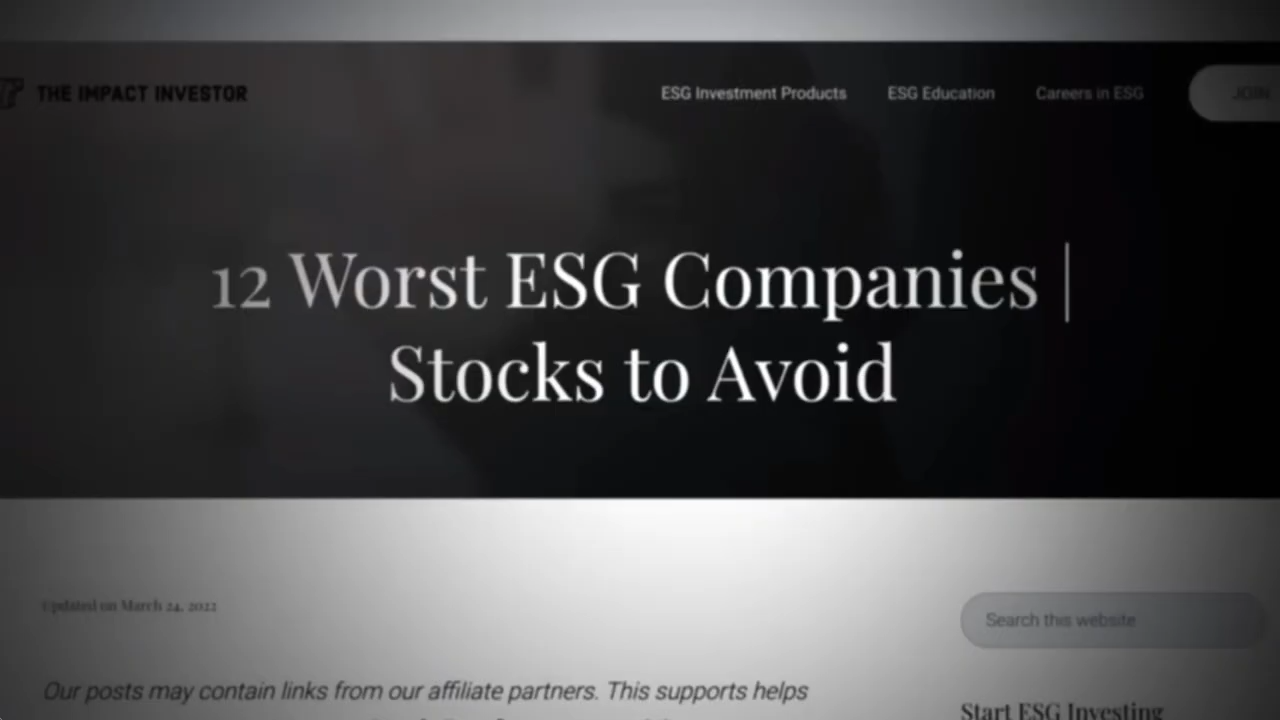 THE IMPACT INVESTOR
ESG Investment Products
ESG Education
Careers in ESG
JOIN
12 Worst ESG Companies |
Stocks to Avoid
Updated on March 24, 2022
Search this website
Our posts may contain links from our affiliate partners. This supports helps
Start ESG Investing